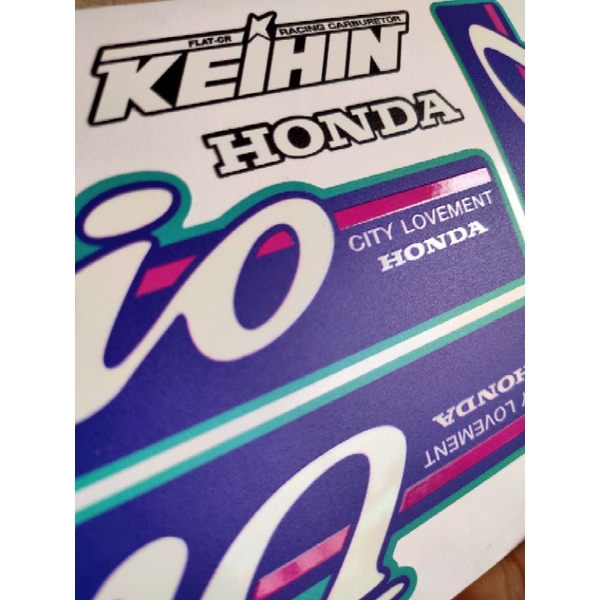 FLAT-CR RACING CARBURETOR
KEIHIN
HONDA
io
CITY LOVEMENT
HONDA
HONDA
LOVEMENT